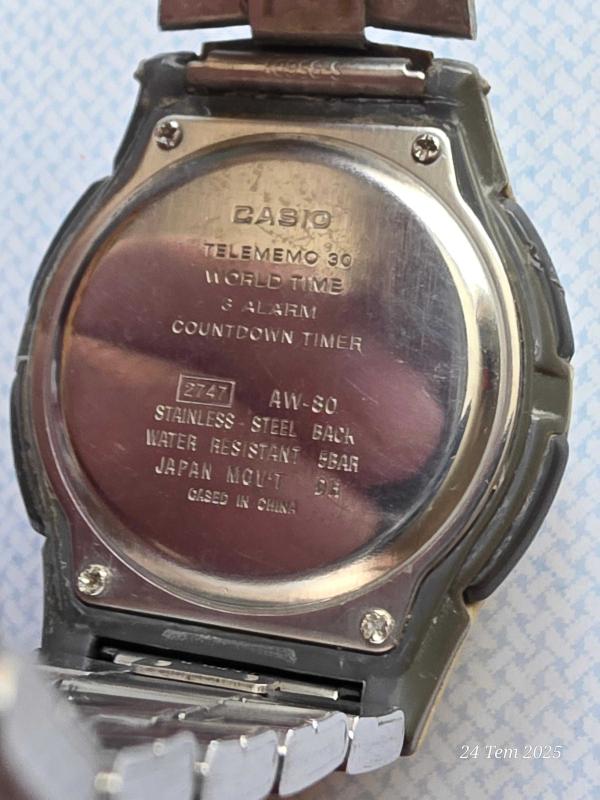 CASIO
TELEMEMO 30
WORLD TIME
3 ALARM
COUNTDOWN TIMER
2747 AW-80
STAINLESS STEEL BACK
WATER RESISTANT 5BAR
JAPAN MOV'T
CASED IN CHINA
24 Tem 2025